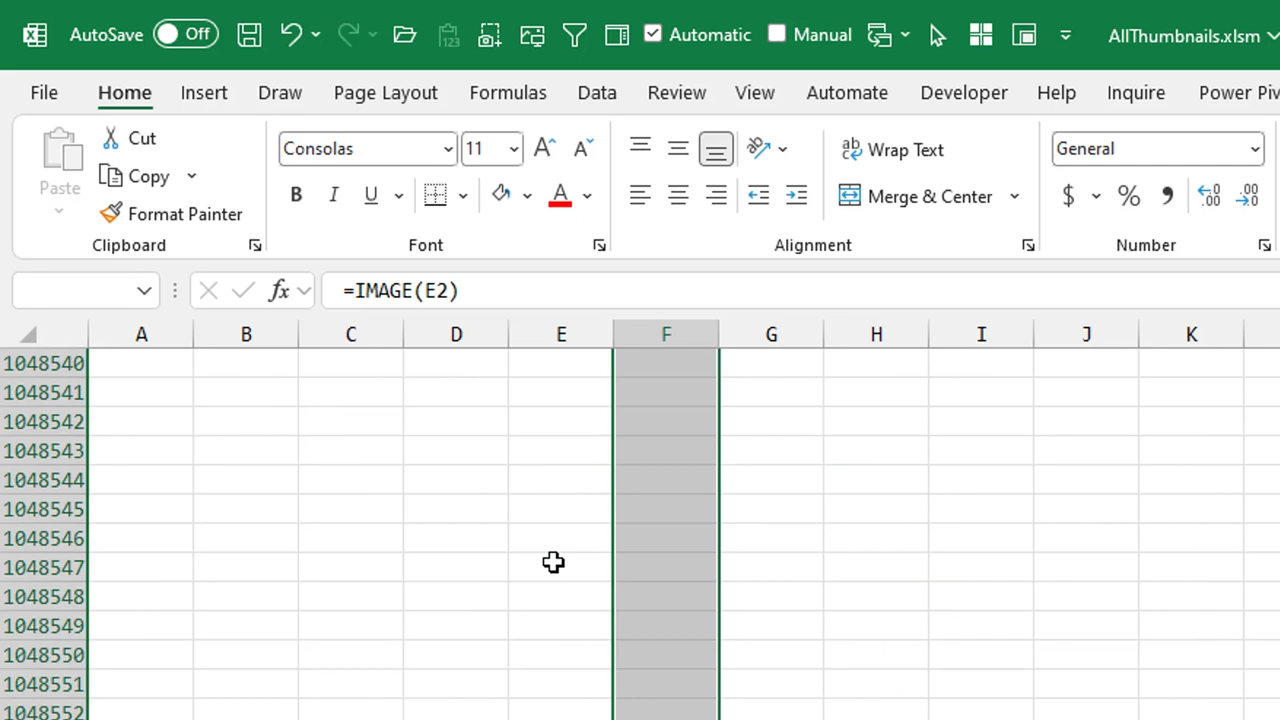 AutoSave Off Automatic Manual AllThumbnails.xlsm
File Home Insert Draw Page Layout Formulas Data Review View Automate Developer Help Inquire Power Piv
Paste
Cut
Copy
Format Painter
Clipboard
Consolas 11
B I U A
Font
Wrap Text
Merge & Center
Alignment
General
$ %
Number
fx =IMAGE(E2)
A B C D E F G H I J K
1048540
1048541
1048542
1048543
1048544
1048545
1048546
1048547
1048548
1048549
1048550
1048551
1048552